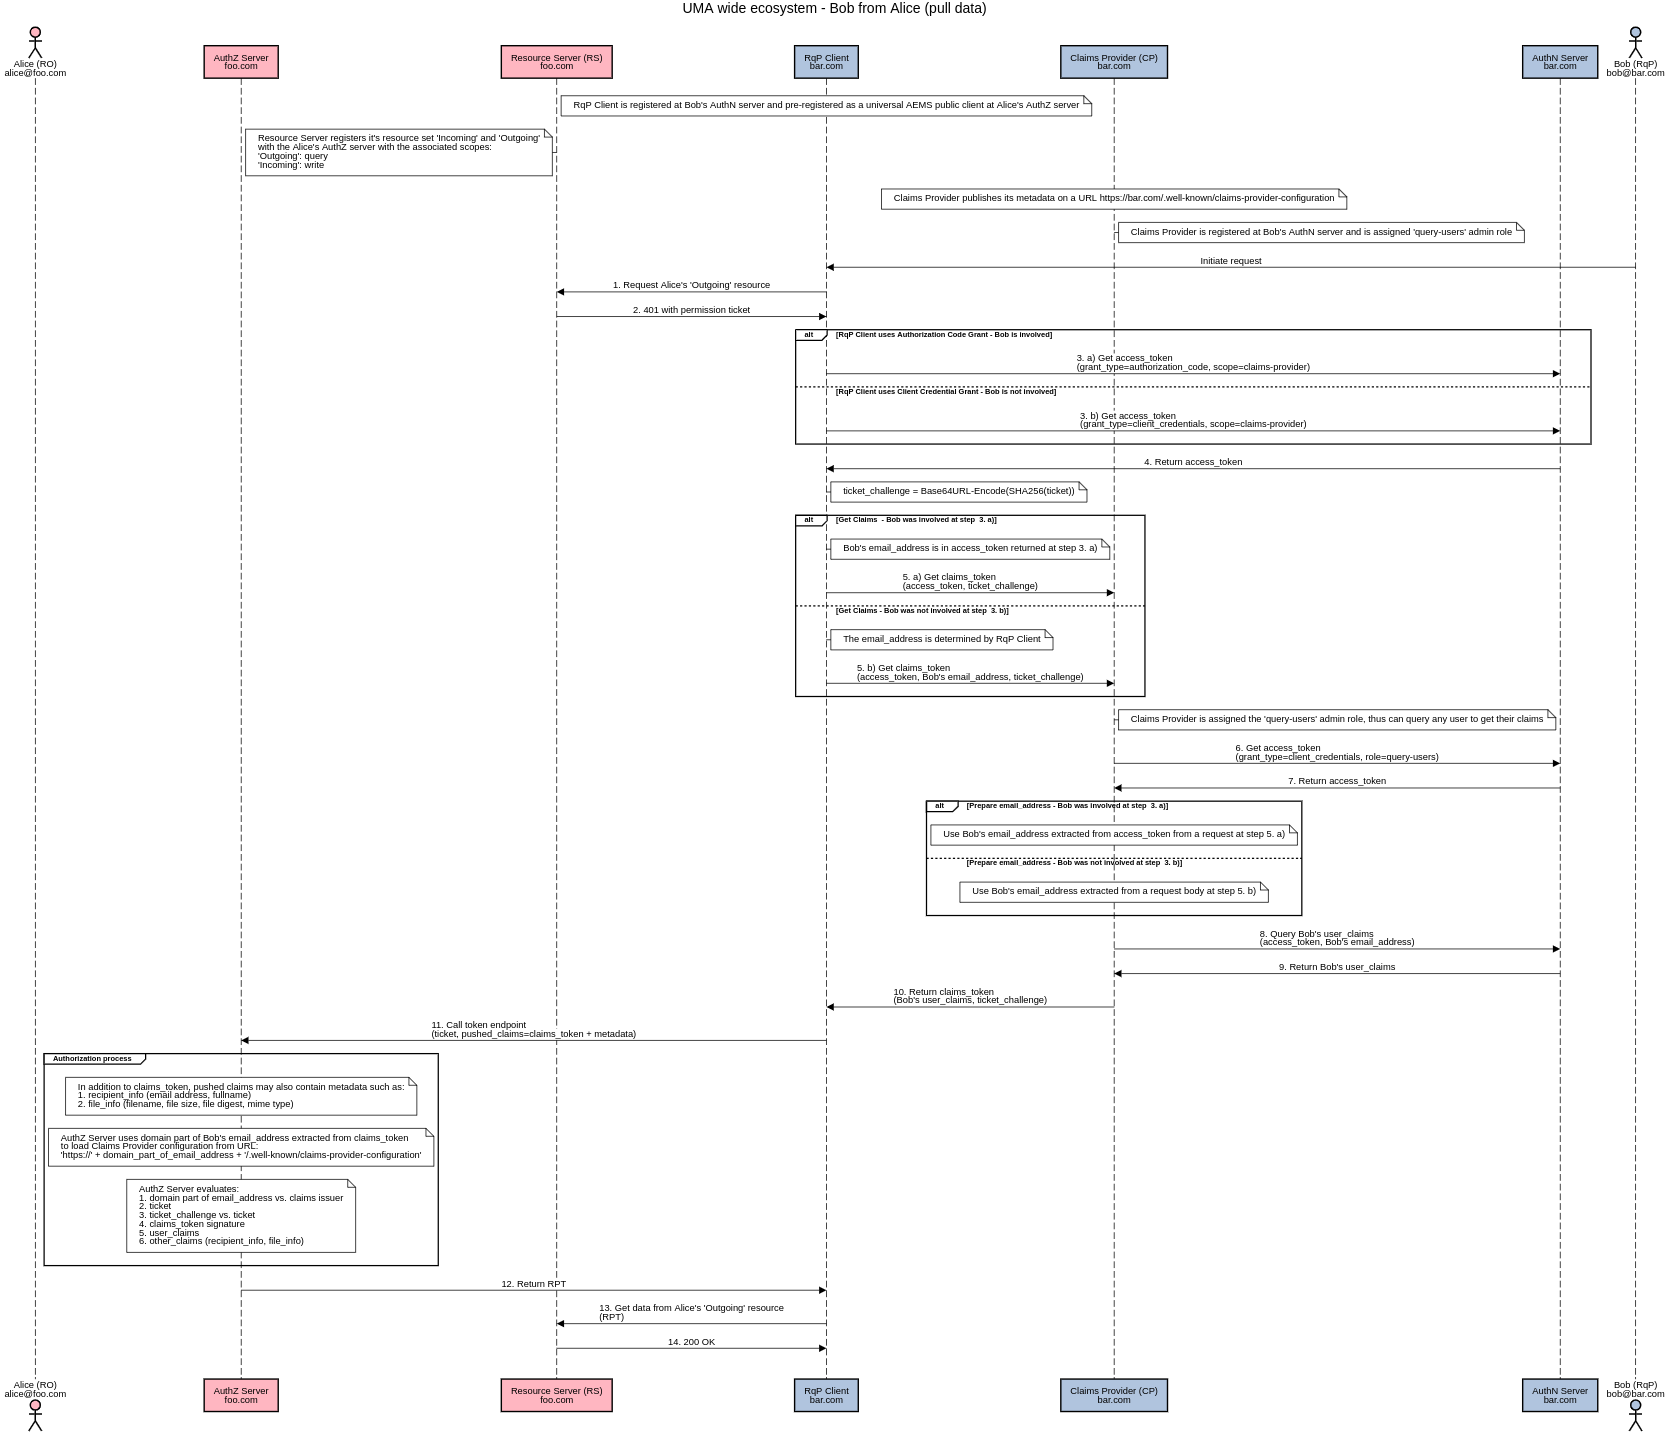 UMA wide ecosystem - Bob from Alice (pull data)
Alice (RO)
alice@foo.com
AuthZ Server
foo.com
Resource Server (RS)
foo.com
RqP Client
bar.com
Claims Provider (CP)
bar.com
AuthN Server
bar.com
Bob (RqP)
bob@bar.com
RqP Client is registered at Bob's AuthN server and pre-registered as a universal AEMS public client at Alice's AuthZ server
Resource Server registers it's resource set 'Incoming' and 'Outgoing'
with the Alice's AuthZ server with the associated scopes:
'Outgoing': query
'Incoming': write
Claims Provider publishes its metadata on a URL https://bar.com/.well-known/claims-provider-configuration
Claims Provider is registered at Bob's AuthN server and is assigned 'query-users' admin role
Initiate request
1. Request Alice's 'Outgoing' resource
2. 401 with permission ticket
alt [RqP Client uses Authorization Code Grant - Bob is involved]
3. a) Get access_token
(grant_type=authorization_code, scope=claims-provider)
[RqP Client uses Client Credential Grant - Bob is not involved]
3. b) Get access_token
(grant_type=client_credentials, scope=claims-provider)
4. Return access_token
ticket_challenge = Base64URL-Encode(SHA256(ticket))
alt [Get Claims  - Bob was involved at step  3. a)]
Bob's email_address is in access_token returned at step 3. a)
5. a) Get claims_token
(access_token, ticket_challenge)
[Get Claims - Bob was not involved at step  3. b)]
The email_address is determined by RqP Client
5. b) Get claims_token
(access_token, Bob's email_address, ticket_challenge)
Claims Provider is assigned the 'query-users' admin role, thus can query any user to get their claims
6. Get access_token
(grant_type=client_credentials, role=query-users)
7. Return access_token
alt [Prepare email_address - Bob was involved at step  3. a)]
Use Bob's email_address extracted from access_token from a request at step 5. a)
[Prepare email_address - Bob was not involved at step  3. b)]
Use Bob's email_address extracted from a request body at step 5. b)
8. Query Bob's user_claims
(access_token, Bob's email_address)
9. Return Bob's user_claims
10. Return claims_token
(Bob's user_claims, ticket_challenge)
11. Call token endpoint
(ticket, pushed_claims=claims_token + metadata)
Authorization process
In addition to claims_token, pushed claims may also contain metadata such as:
1. recipient_info (email address, fullname)
2. file_info (filename, file size, file digest, mime type)
AuthZ Server uses domain part of Bob's email_address extracted from claims_token
to load Claims Provider configuration from URL:
'https://' + domain_part_of_email_address + '/.well-known/claims-provider-configuration'
AuthZ Server evaluates:
1. domain part of email_address vs. claims issuer
2. ticket
3. ticket_challenge vs. ticket
4. claims_token signature
5. user_claims
6. other_claims (recipient_info, file_info)
12. Return RPT
13. Get data from Alice's 'Outgoing' resource
(RPT)
14. 200 OK
Alice (RO)
alice@foo.com
AuthZ Server
foo.com
Resource Server (RS)
foo.com
RqP Client
bar.com
Claims Provider (CP)
bar.com
AuthN Server
bar.com
Bob (RqP)
bob@bar.com